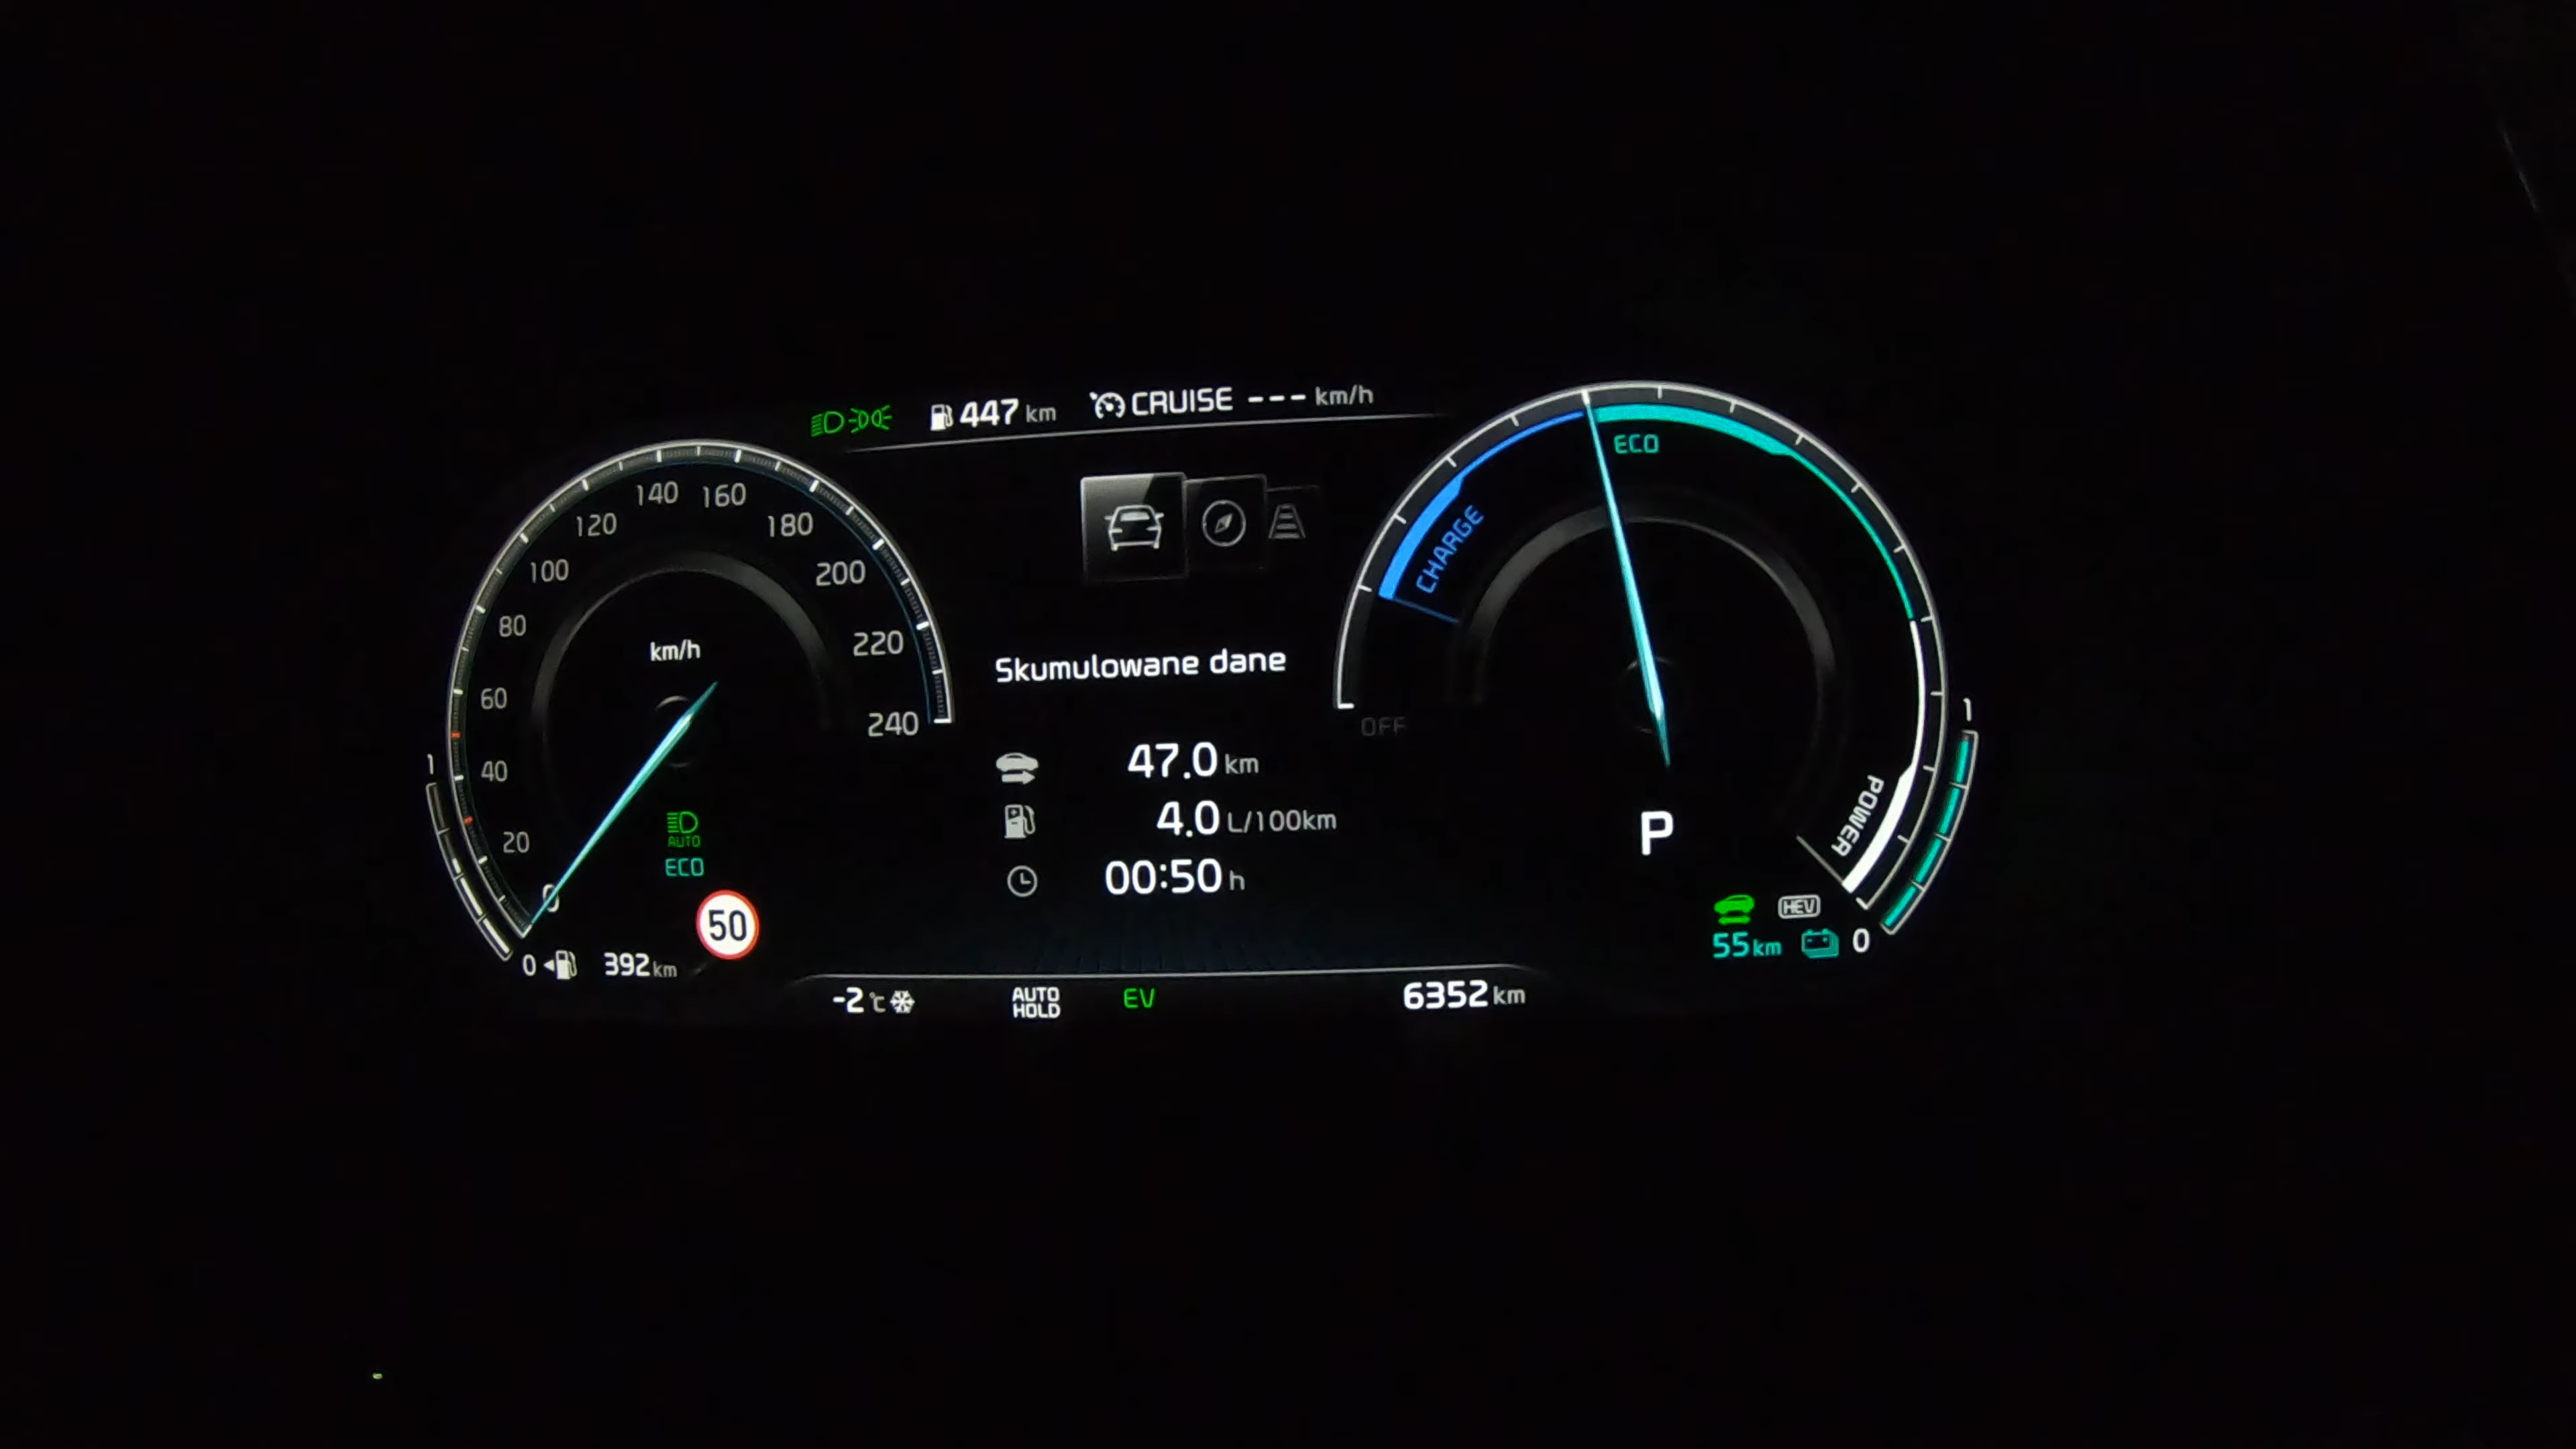 447 km CRUISE --- km/h
140 160
120 180
100 200
80 220
60 240
40
20
0
km/h
AUTO
ECO
50
1
0 392 km
Skumulowane dane
47.0 km
4.0 L/100km
00:50 h
ECO
CHARGE
OFF
POWER
P
1
HEV
55 km 0
-2 °C AUTO HOLD EV 6352 km